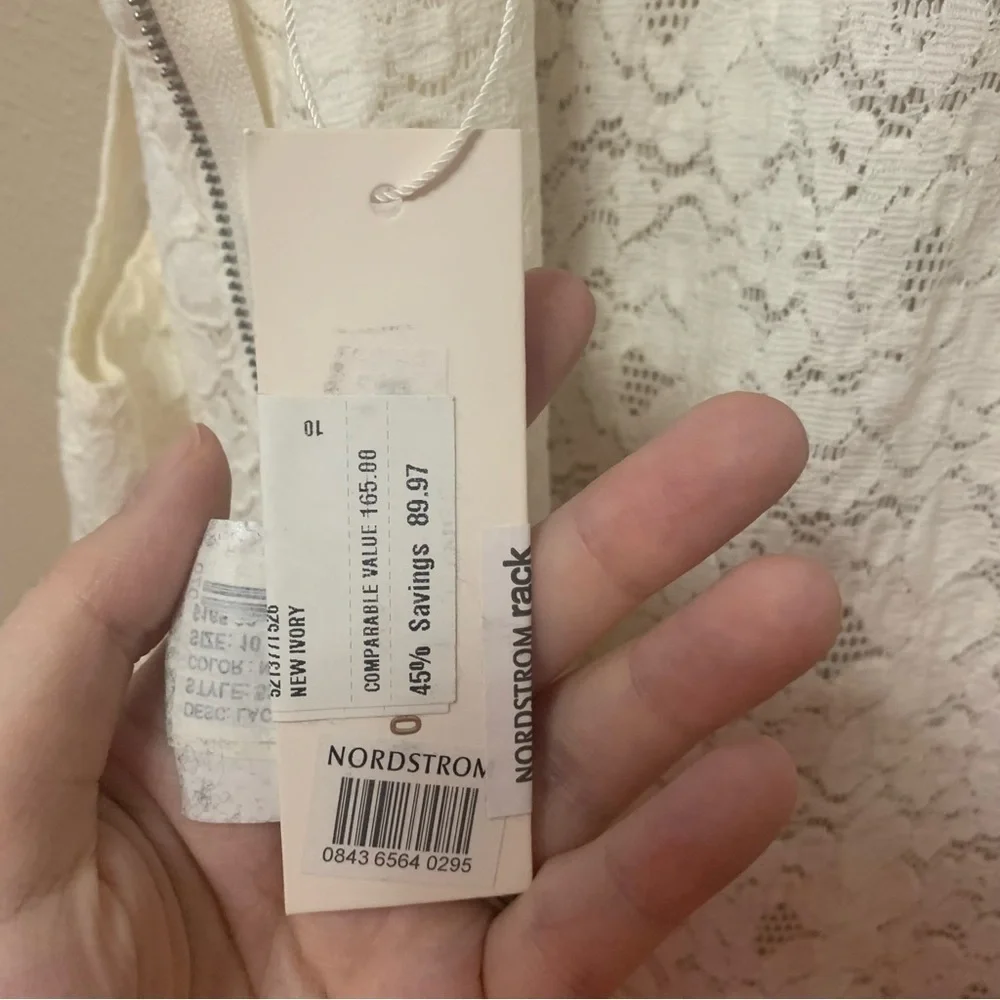 10
COMPARABLE VALUE 165.00
45% Savings 89.97
NEW IVORY
NORDSTROM rack
SIZE: 10
COLOR: N
STYLE: S
DESC: LAC
NORDSTROM
0843 6564 0295